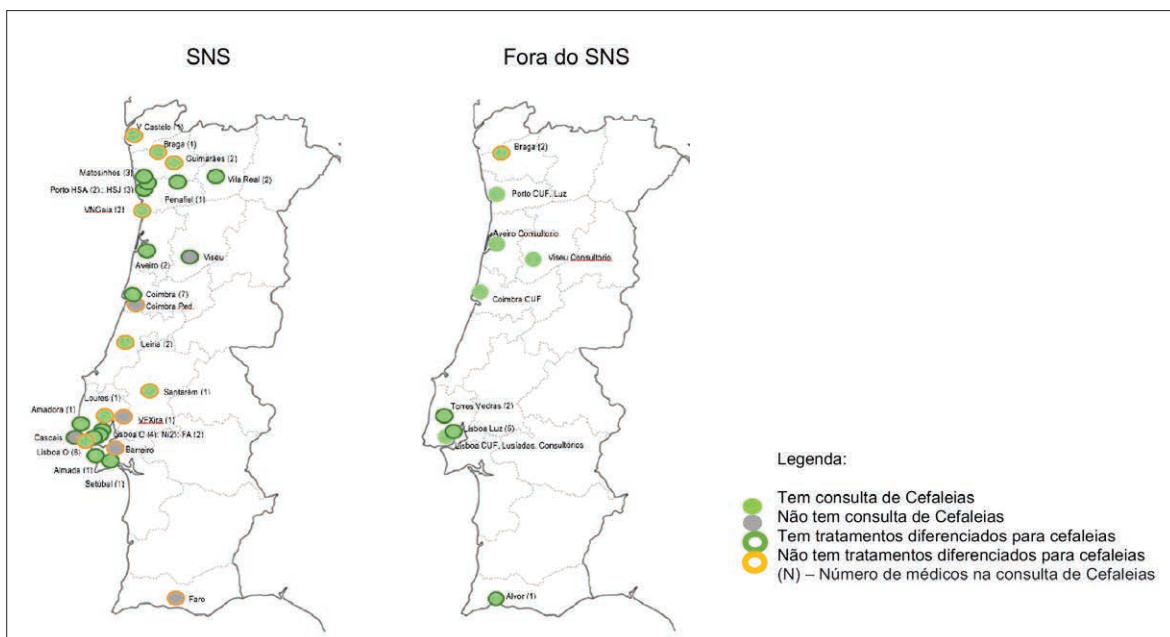 SNS
V Castelo (1)
Braga (1)
Guimarães (2)
Matosinhos (3)
Vila Real (2)
Porto HSA (2); HSJ (3)
Penafiel (1)
VNGaia (2)
Aveiro (2)
Viseu
Coimbra (7)
Coimbra Ped.
Leiria (2)
Santarém (1)
Loures (1)
Amadora (1)
VFXira (1)
Cascais
Lisboa C (4); N(2); FA (2)
Barreiro
Lisboa O (6)
Almada (1)
Setúbal (1)
Faro
Fora do SNS
Braga (2)
Porto CUF, Luz
Aveiro Consultorio
Viseu Consultorio
Coimbra CUF
Torres Vedras (2)
Lisboa Luz (5)
Lisboa CUF, Lusíadas, Consultórios
Alvor (1)
Legenda:
Tem consulta de Cefaleias
Não tem consulta de Cefaleias
Tem tratamentos diferenciados para cefaleias
Não tem tratamentos diferenciados para cefaleias
(N) – Número de médicos na consulta de Cefaleias